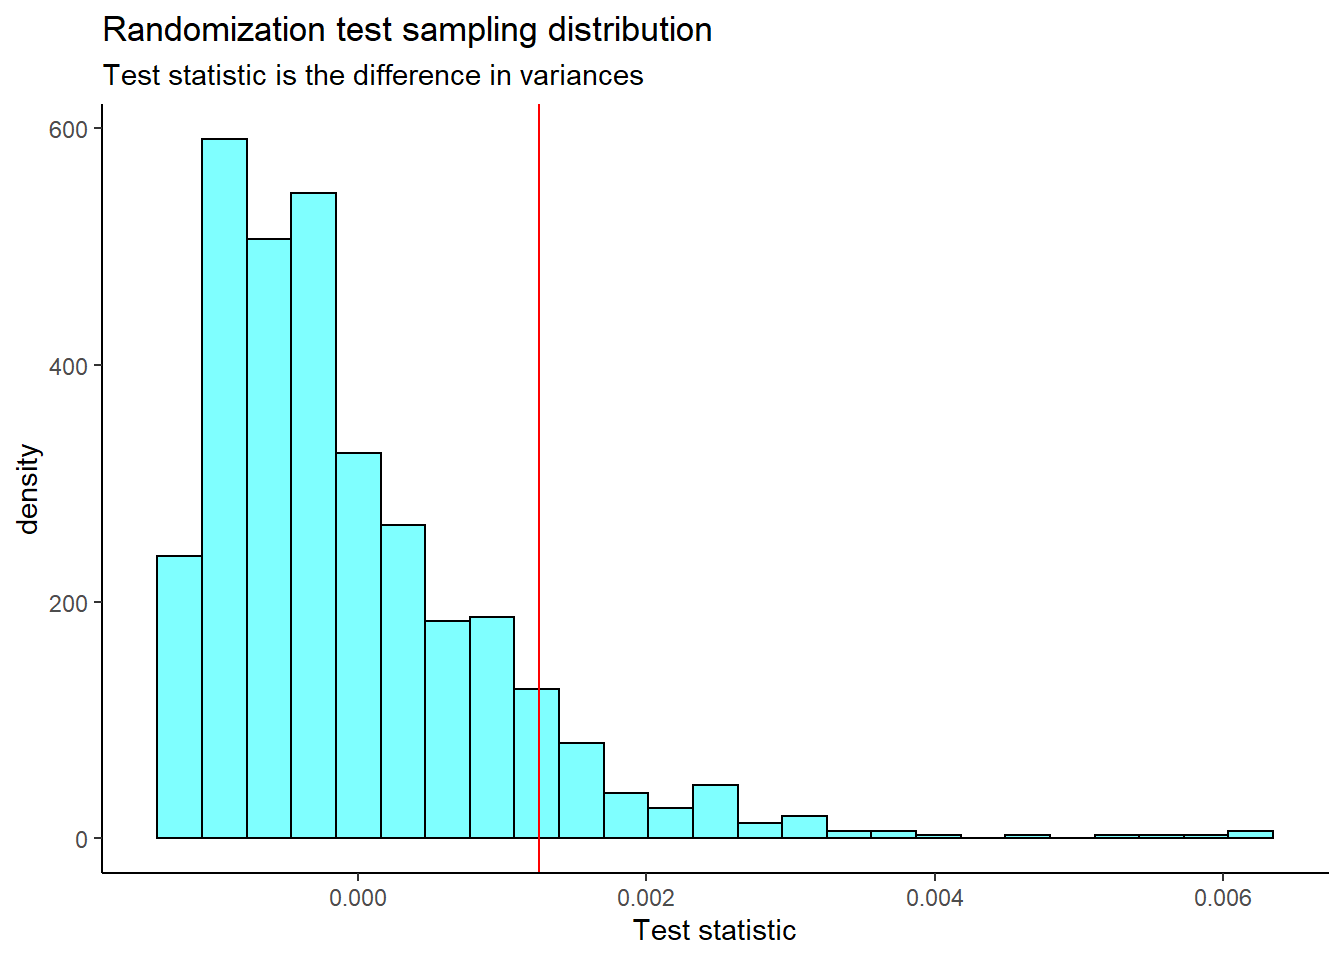 Randomization test sampling distribution
Test statistic is the difference in variances
600
400
200
0
density
0.000
0.002
0.004
0.006
Test statistic